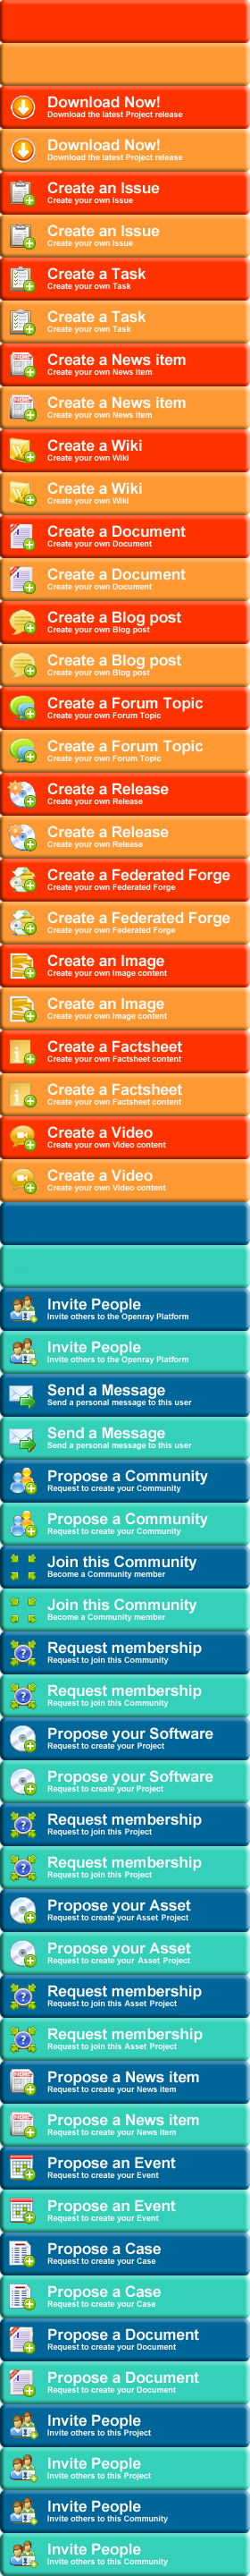 Download Now!
Download the latest Project release
Download Now!
Download the latest Project release
Create an Issue
Create your own Issue
Create an Issue
Create your own Issue
Create a Task
Create your own Task
Create a Task
Create your own Task
Create a News item
Create your own News item
Create a News item
Create your own News item
Create a Wiki
Create your own Wiki
Create a Wiki
Create your own Wiki
Create a Document
Create your own Document
Create a Document
Create your own Document
Create a Blog post
Create your own Blog post
Create a Blog post
Create your own Blog post
Create a Forum Topic
Create your own Forum Topic
Create a Forum Topic
Create your own Forum Topic
Create a Release
Create your own Release
Create a Release
Create your own Release
Create a Federated Forge
Create your own Federated Forge
Create a Federated Forge
Create your own Federated Forge
Create an Image
Create your own Image content
Create an Image
Create your own Image content
Create a Factsheet
Create your own Factsheet content
Create a Factsheet
Create your own Factsheet content
Create a Video
Create your own Video content
Create a Video
Create your own Video content
Invite People
Invite others to the Openray Platform
Invite People
Invite others to the Openray Platform
Send a Message
Send a personal message to this user
Send a Message
Send a personal message to this user
Propose a Community
Request to create your Community
Propose a Community
Request to create your Community
Join this Community
Become a Community member
Join this Community
Become a Community member
Request membership
Request to join this Community
Request membership
Request to join this Community
Propose your Software
Request to create your Project
Propose your Software
Request to create your Project
Request membership
Request to join this Project
Request membership
Request to join this Project
Propose your Asset
Request to create your Asset Project
Propose your Asset
Request to create your Asset Project
Request membership
Request to join this Asset Project
Request membership
Request to join this Asset Project
Propose a News item
Request to create your News item
Propose a News item
Request to create your News item
Propose an Event
Request to create your Event
Propose an Event
Request to create your Event
Propose a Case
Request to create your Case
Propose a Case
Request to create your Case
Propose a Document
Request to create your Document
Propose a Document
Request to create your Document
Invite People
Invite others to this Project
Invite People
Invite others to this Project
Invite People
Invite others to this Community
Invite People
Invite others to this Community